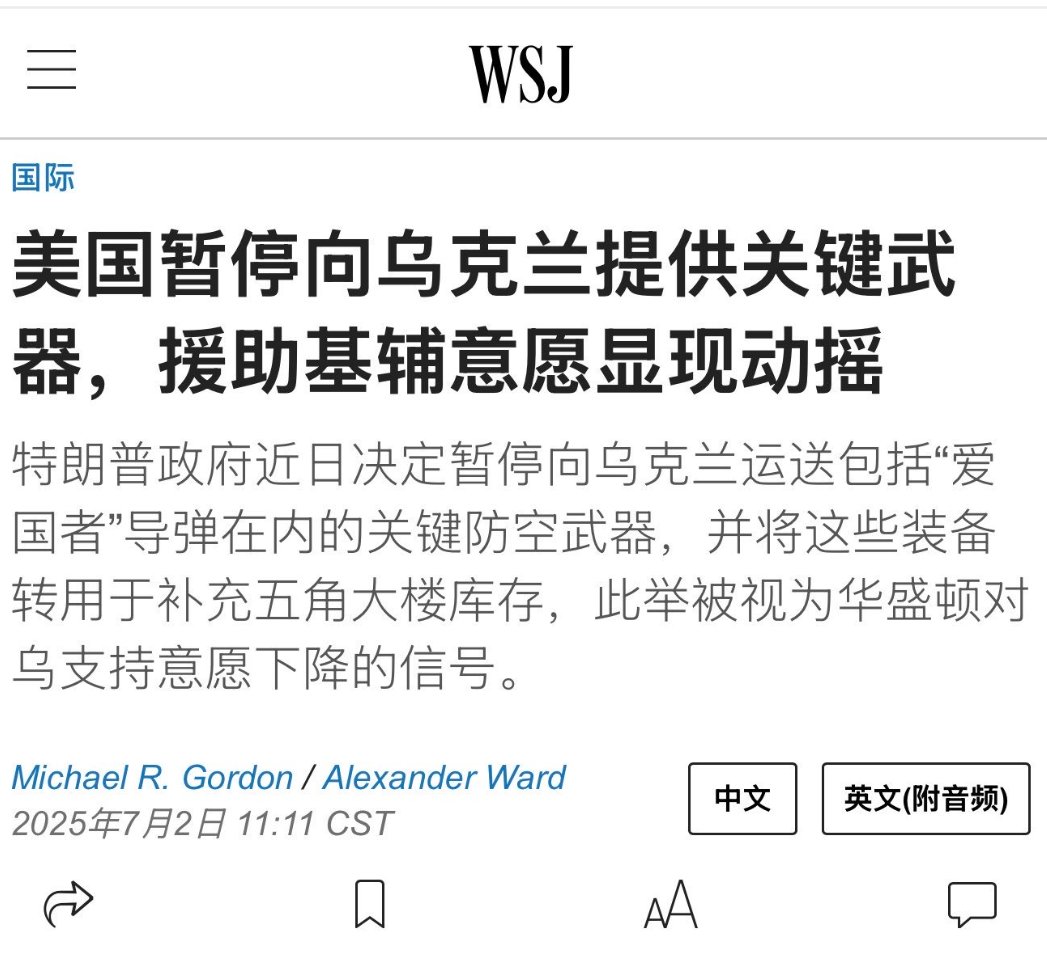 WSJ
国际
美国暂停向乌克兰提供关键武
器，援助基辅意愿显现动摇
特朗普政府近日决定暂停向乌克兰运送包括“爱
国者”导弹在内的关键防空武器，并将这些装备
转用于补充五角大楼库存，此举被视为华盛顿对
乌支持意愿下降的信号。
Michael R. Gordon / Alexander Ward
2025年7月2日 11:11 CST
中文
英文(附音频)
AA